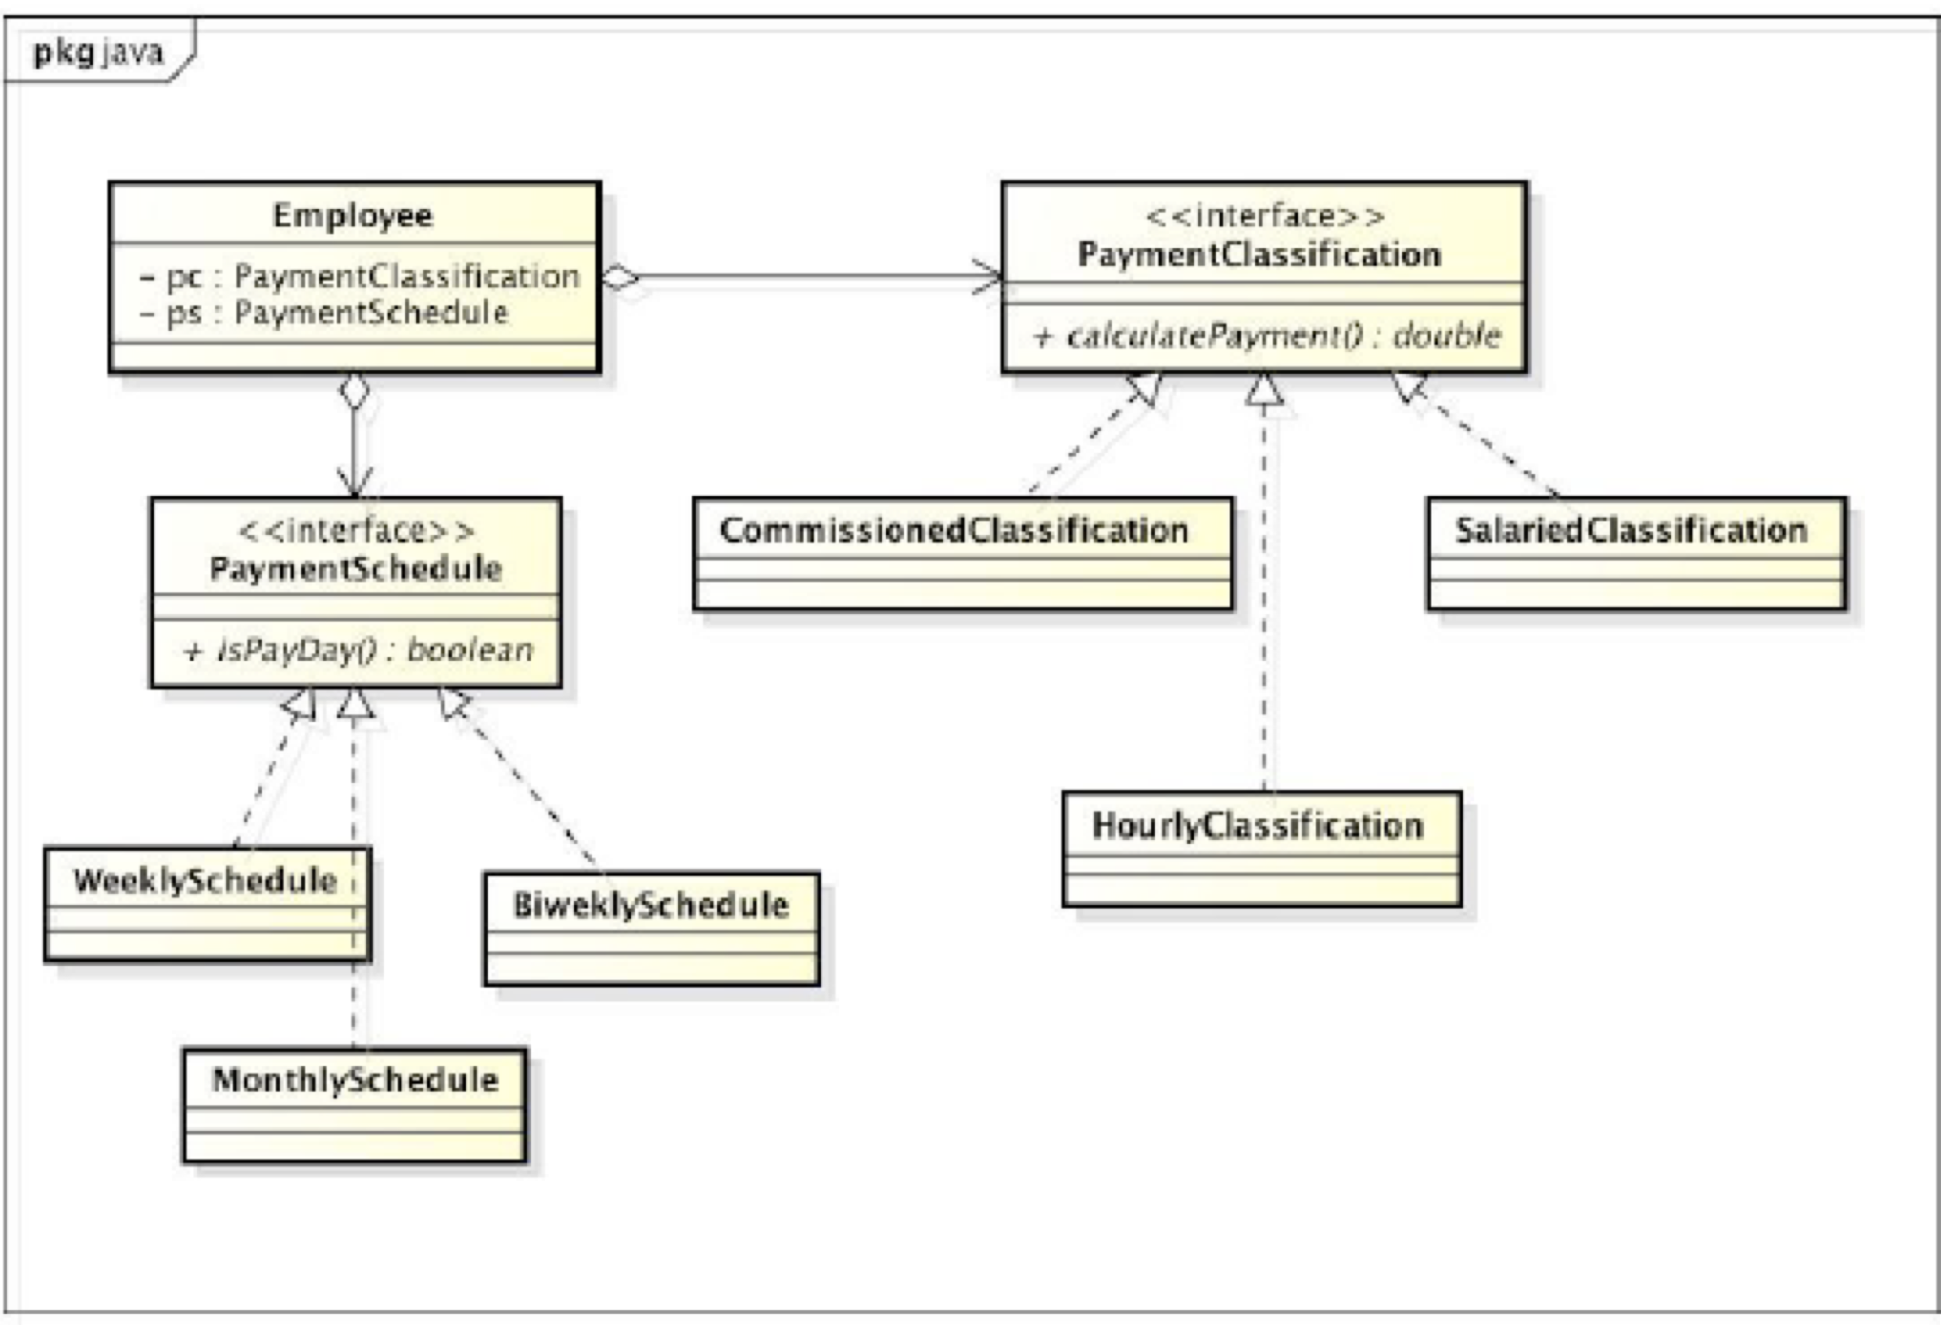 pkg java
Employee
- pc : PaymentClassification
- ps : PaymentSchedule
<<interface>>
PaymentClassification
+ calculatePayment() : double
<<interface>>
PaymentSchedule
+ isPayDay() : boolean
CommissionedClassification
SalariedClassification
HourlyClassification
WeeklySchedule
BiweklySchedule
MonthlySchedule